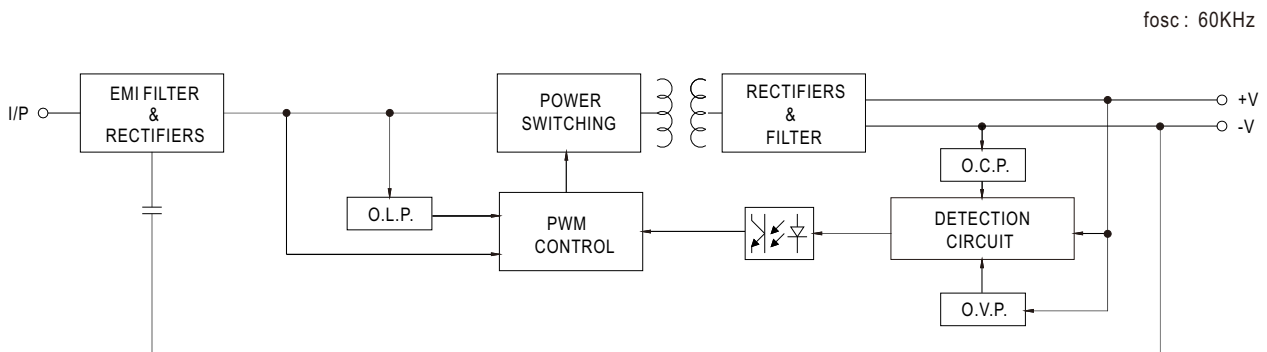 fosc : 60KHz
I/P
EMI FILTER
&
RECTIFIERS
POWER
SWITCHING
RECTIFIERS
&
FILTER
+V
-V
O.C.P.
O.L.P.
PWM
CONTROL
DETECTION
CIRCUIT
O.V.P.